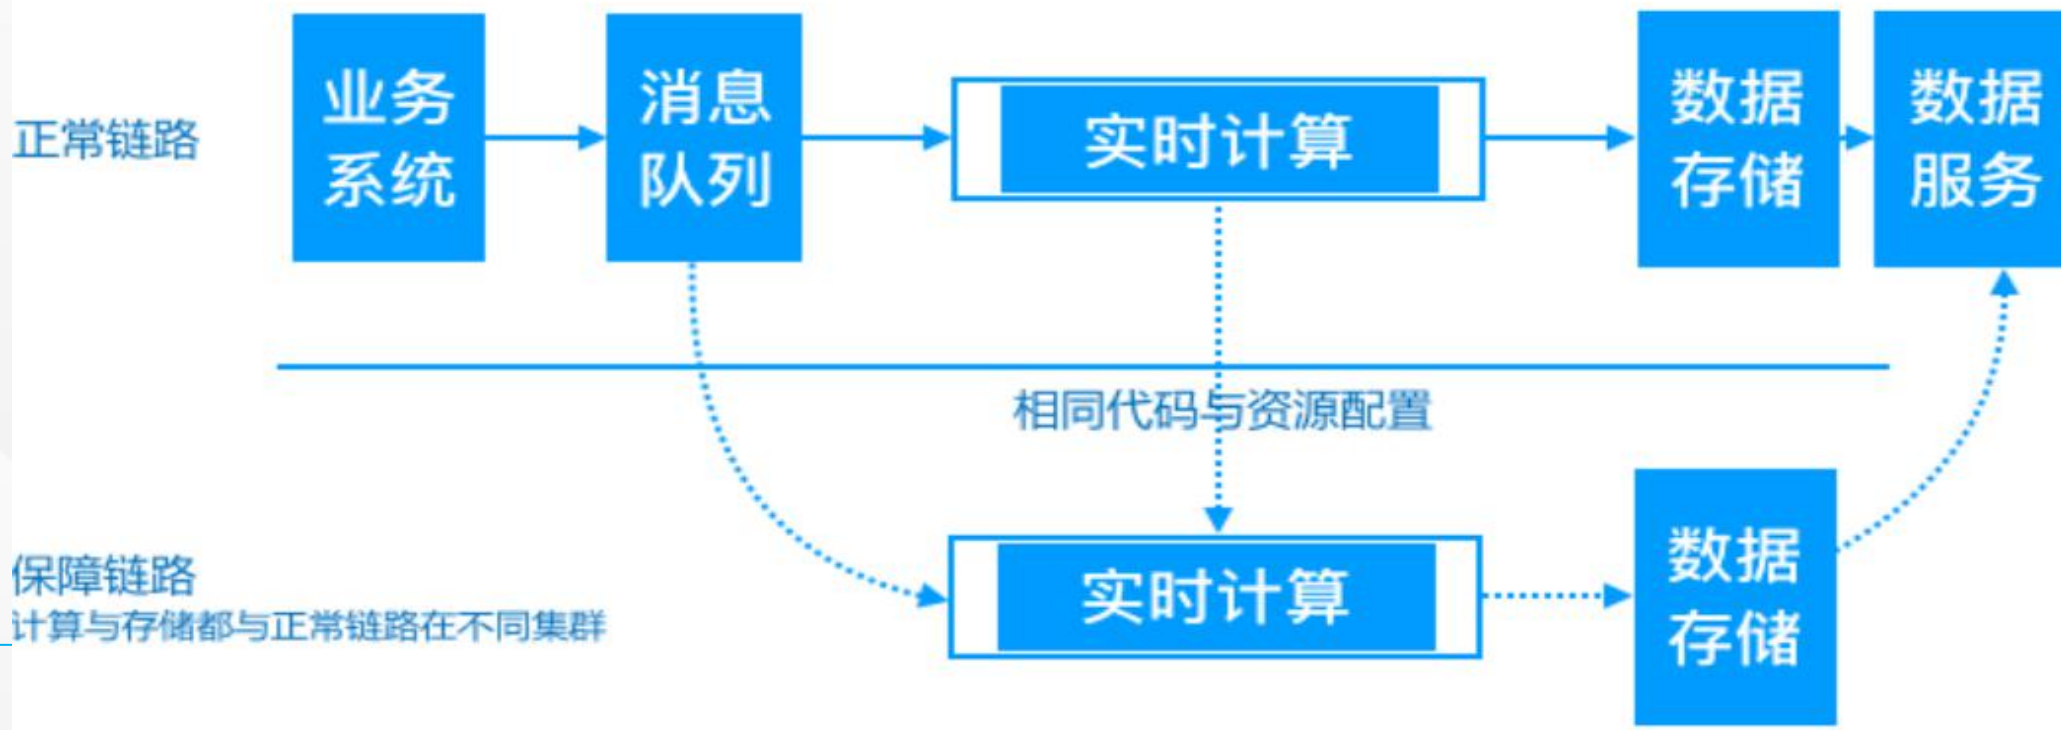 正常链路
业务
系统
消息
队列
实时计算
数据
存储
数据
服务
相同代码与资源配置
保障链路
计算与存储都与正常链路在不同集群
实时计算
数据
存储